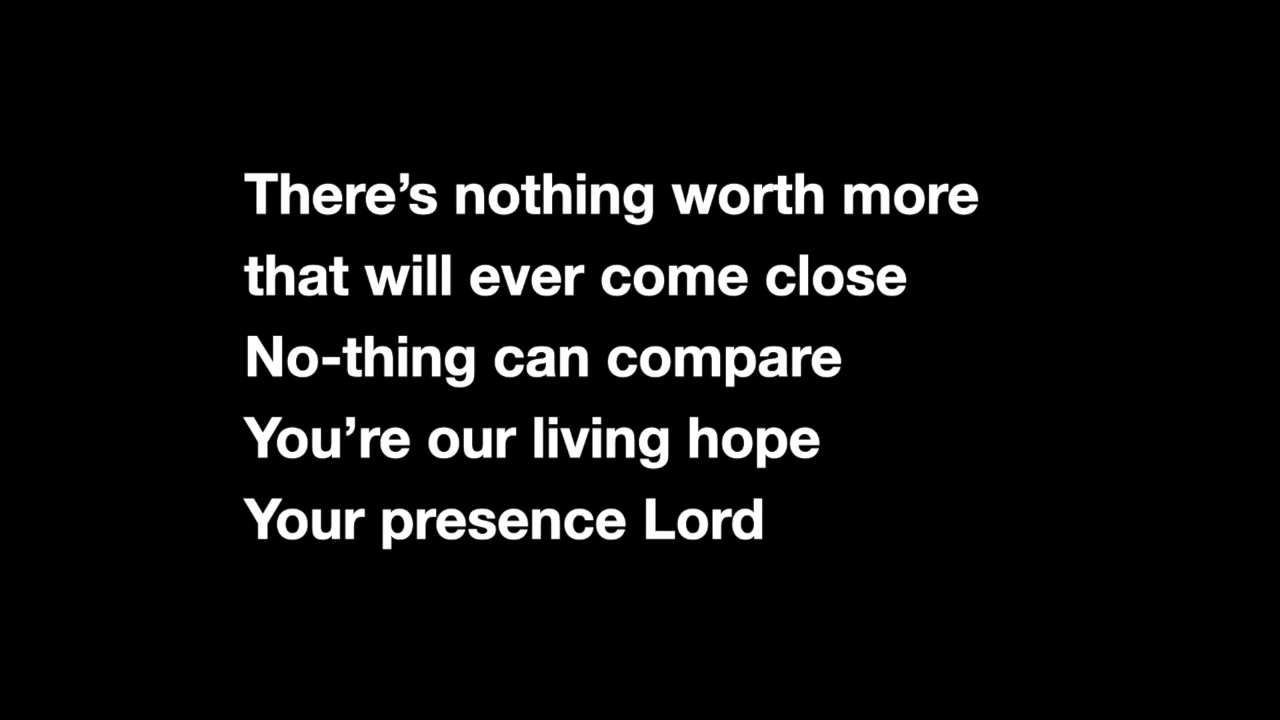 There’s nothing worth more
that will ever come close
No-thing can compare
You’re our living hope
Your presence Lord